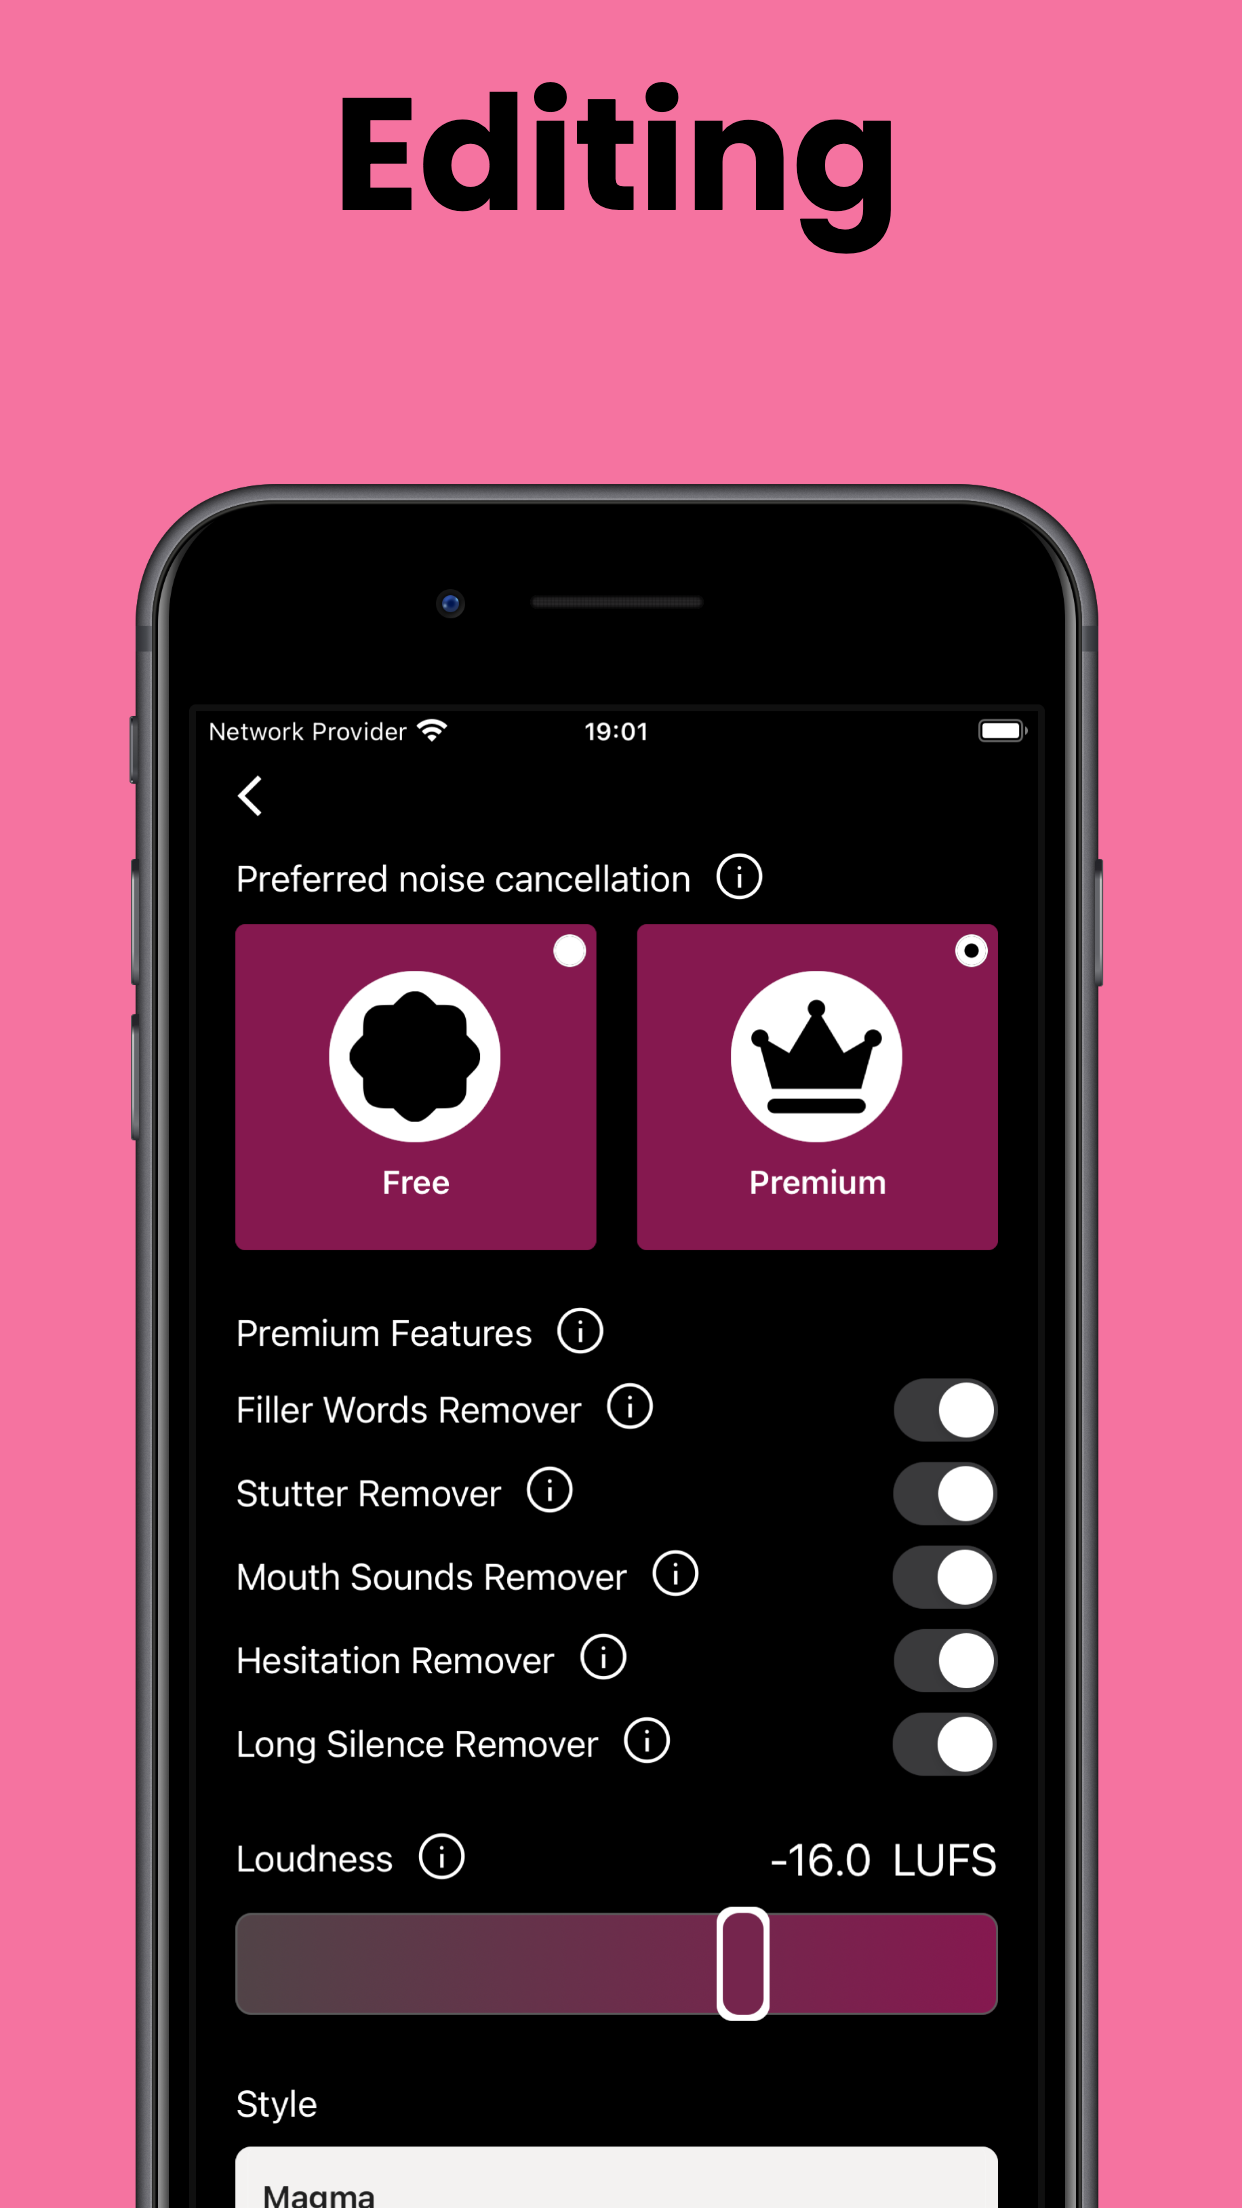 Editing
Network Provider 19:01
Preferred noise cancellation
Free Premium
Premium Features
Filler Words Remover
Stutter Remover
Mouth Sounds Remover
Hesitation Remover
Long Silence Remover
Loudness -16.0 LUFS
Style
Magma